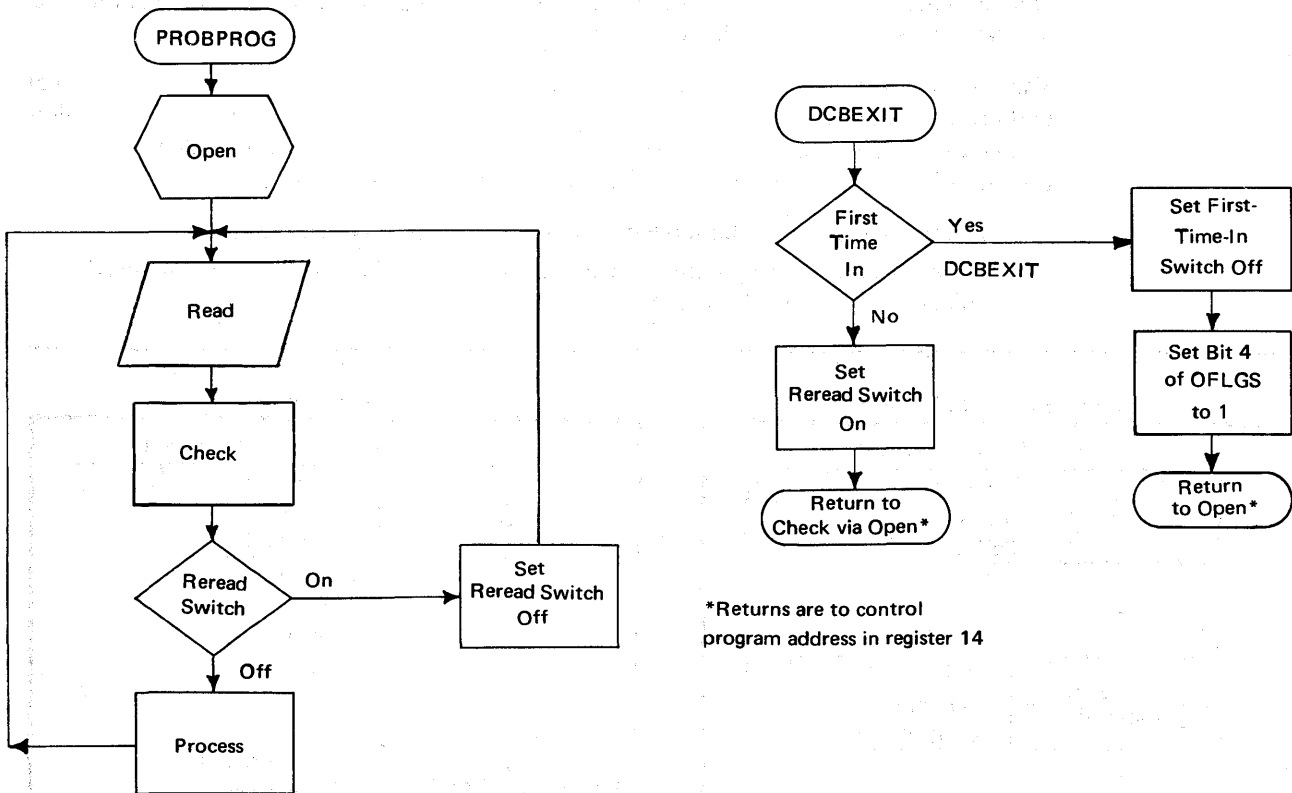 PROBPROG
Open
Read
Check
Reread
Switch
On
Set
Reread Switch
Off
Off
Process
DCBEXIT
First
Time
In
Yes
DCBEXIT
Set First-
Time-In
Switch Off
No
Set
Reread Switch
On
Set Bit 4
of OFLGS
to 1
Return to
Check via Open*
Return
to Open*
*Returns are to control
program address in register 14